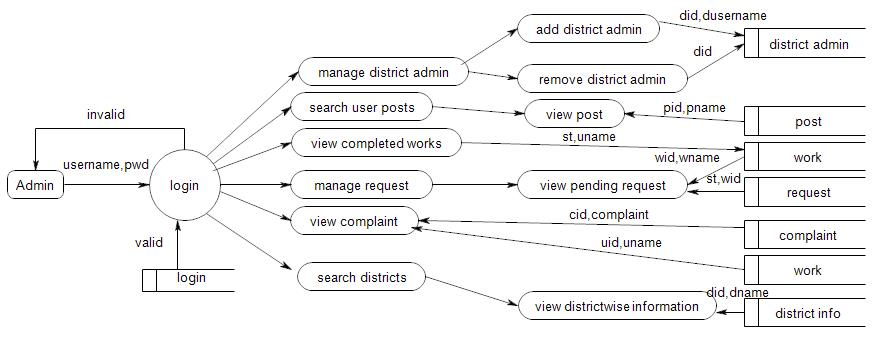 did,dusername
add district admin
district admin
did
manage district admin
remove district admin
search user posts
pid,pname
view post
post
invalid
st,uname
view completed works
work
wid,wname
username,pwd
Admin
login
manage request
view pending request
st,wid
request
cid,complaint
view complaint
complaint
uid,uname
valid
work
login
search districts
did,dname
view districtwise information
district info